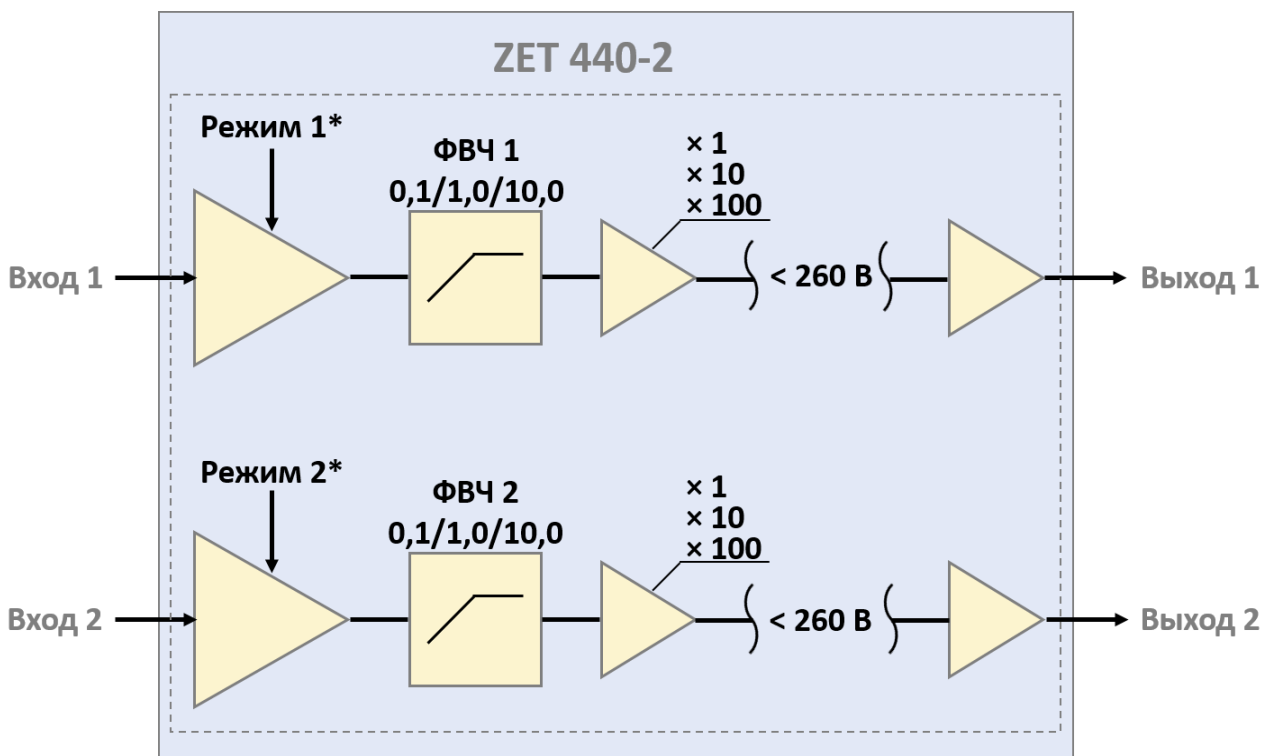 ZET 440-2
Режим 1*
ФВЧ 1
0,1/1,0/10,0
× 1
× 10
× 100
Вход 1
< 260 В
Выход 1
Режим 2*
ФВЧ 2
0,1/1,0/10,0
× 1
× 10
× 100
Вход 2
< 260 В
Выход 2